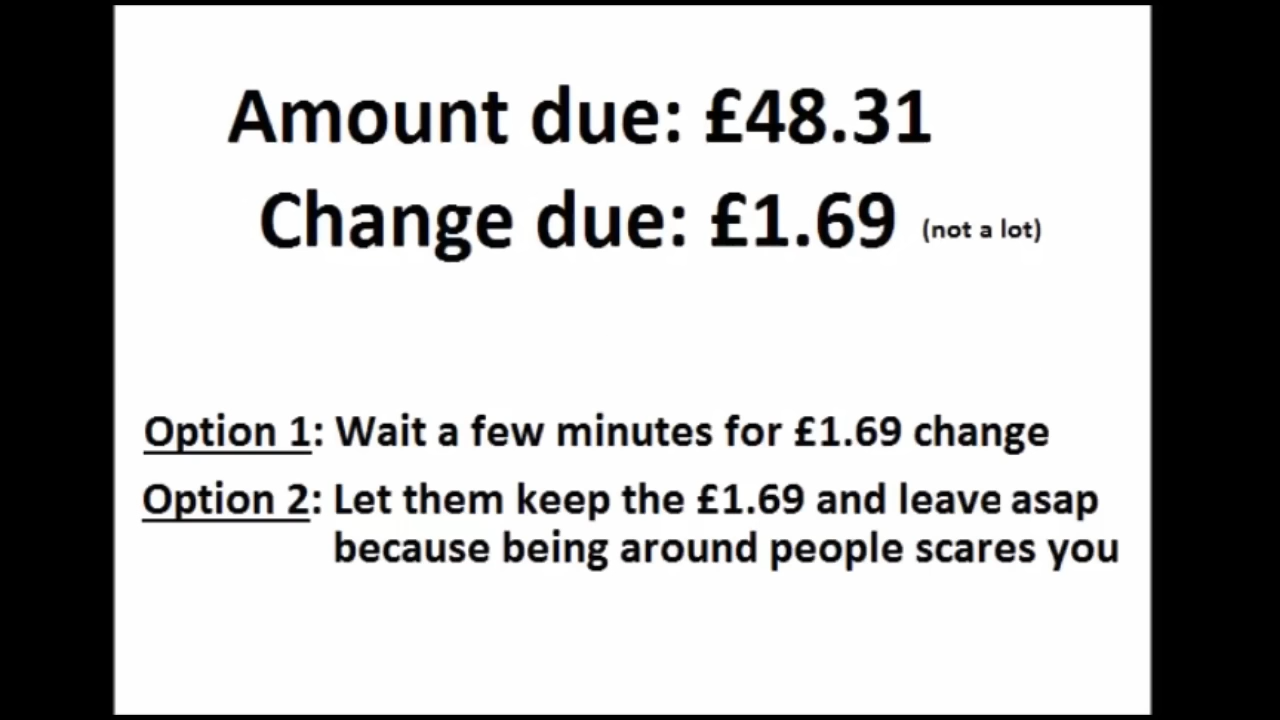 Amount due: £48.31
Change due: £1.69 (not a lot)
Option 1: Wait a few minutes for £1.69 change
Option 2: Let them keep the £1.69 and leave asap
because being around people scares you